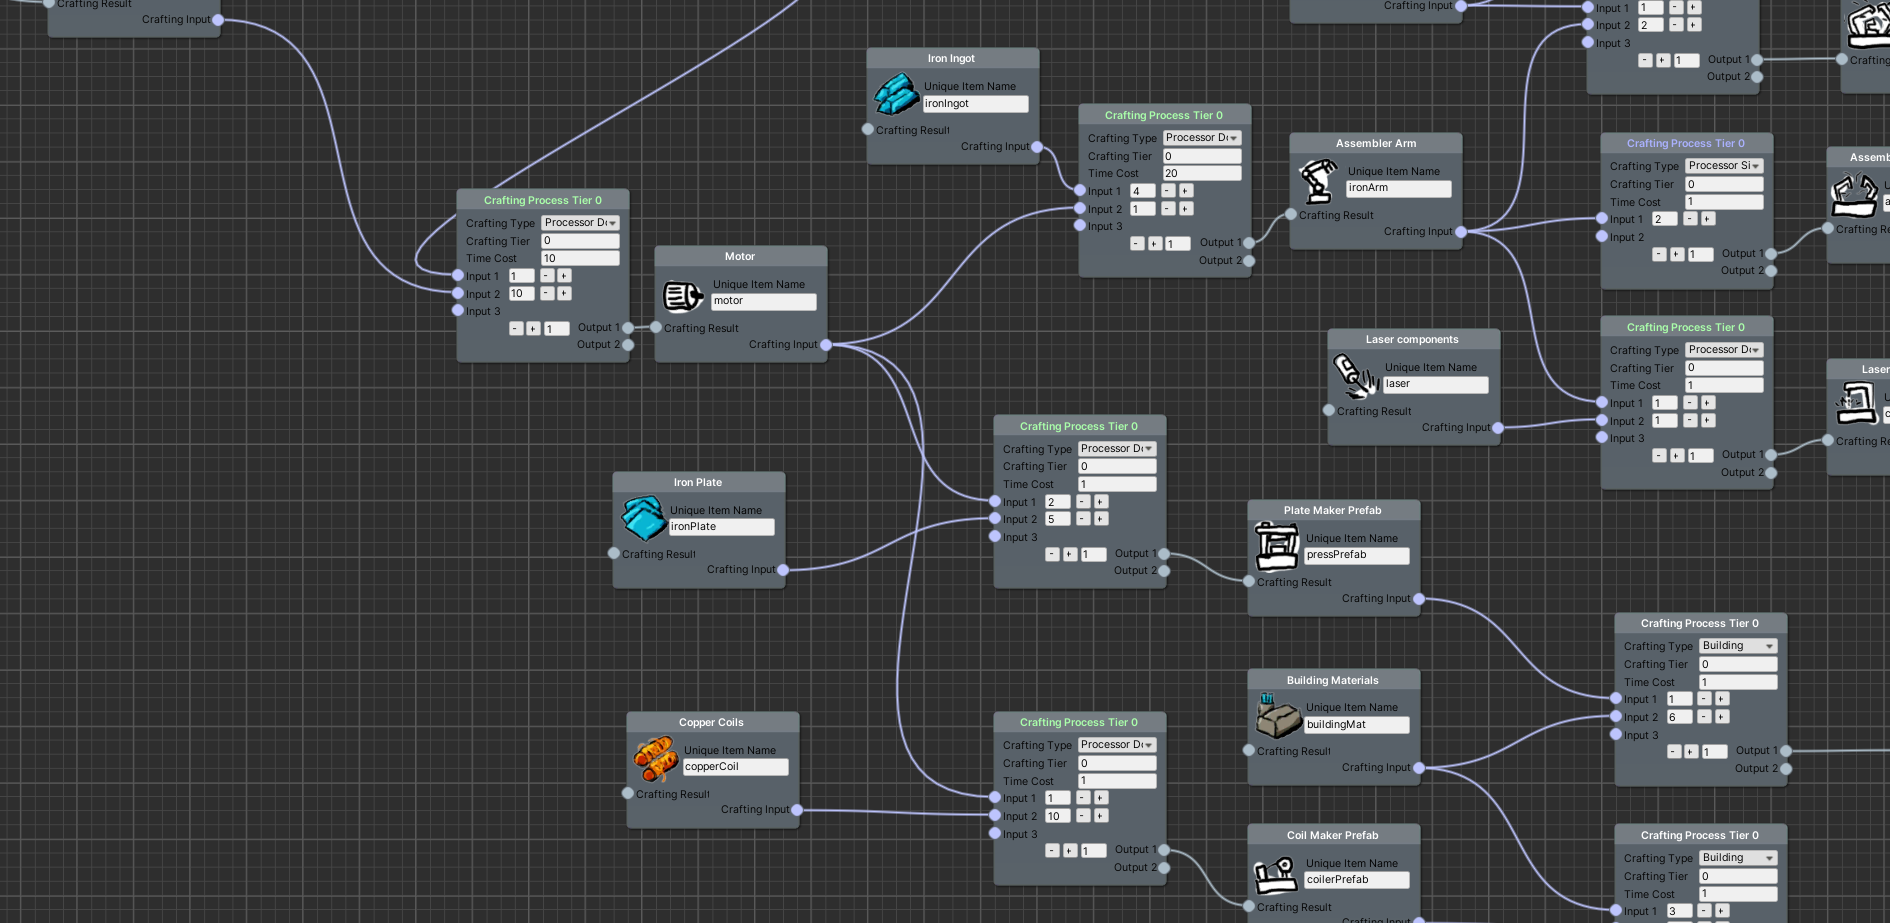 Crafting Result
Crafting Input
Crafting Process Tier 0
Crafting Type
Crafting Tier 0
Time Cost 10
Input 1 1 - +
Input 2 10 - +
Input 3
- + 1 Output 1
Output 2
Motor
Unique Item Name
motor
Crafting Result
Crafting Input
Iron Ingot
Unique Item Name
ironIngot
Crafting Result
Crafting Input
Crafting Process Tier 0
Crafting Type
Crafting Tier 0
Time Cost 20
Input 1 4 - +
Input 2 1 - +
Input 3
- + 1 Output 1
Output 2
Assembler Arm
Unique Item Name
ironArm
Crafting Result
Crafting Input
Crafting Input
Input 1 1 - +
Input 2 2 - +
Input 3
- + 1 Output 1
Output 2
Crafting
Crafting Process Tier 0
Crafting Type Processor Si
Crafting Tier 0
Time Cost 1
Input 1 2 - +
Input 2
- + 1 Output 1
Output 2
Assemb
Crafting Re
Laser components
Unique Item Name
laser
Crafting Result
Crafting Input
Crafting Process Tier 0
Crafting Type
Crafting Tier 0
Time Cost 1
Input 1 1 - +
Input 2 1 - +
Input 3
- + 1 Output 1
Output 2
Laser
Crafting Re
Iron Plate
Unique Item Name
ironPlate
Crafting Result
Crafting Input
Crafting Process Tier 0
Crafting Type
Crafting Tier 0
Time Cost 1
Input 1 2 - +
Input 2 5 - +
Input 3
- + 1 Output 1
Output 2
Plate Maker Prefab
Unique Item Name
pressPrefab
Crafting Result
Crafting Input
Building Materials
Unique Item Name
buildingMat
Crafting Result
Crafting Input
Crafting Process Tier 0
Crafting Type Building
Crafting Tier 0
Time Cost 1
Input 1 1 - +
Input 2 6 - +
Input 3
- + 1 Output 1
Output 2
Copper Coils
Unique Item Name
copperCoil
Crafting Result
Crafting Input
Crafting Process Tier 0
Crafting Type
Crafting Tier 0
Time Cost 1
Input 1 1 - +
Input 2 10 - +
Input 3
- + 1 Output 1
Output 2
Coil Maker Prefab
Unique Item Name
coilerPrefab
Crafting Result
Crafting Input
Crafting Process Tier 0
Crafting Type Building
Crafting Tier 0
Time Cost 1
Input 1 3 - +